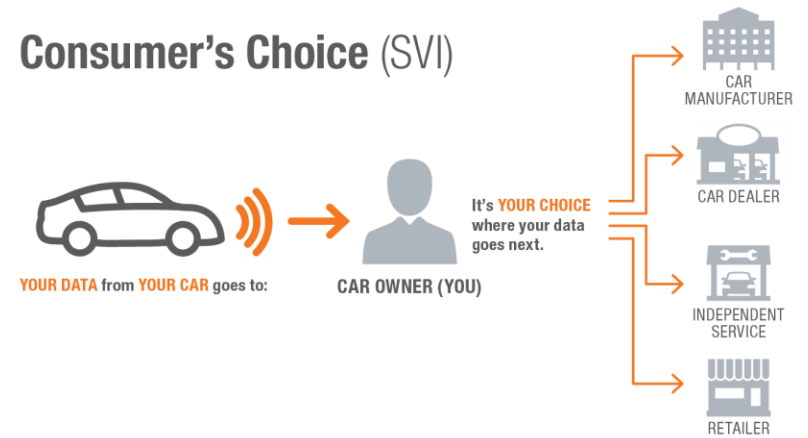 Consumer's Choice (SVI)
YOUR DATA from YOUR CAR goes to:
CAR OWNER (YOU)
It's YOUR CHOICE
where your data
goes next.
CAR
MANUFACTURER
CAR DEALER
INDEPENDENT
SERVICE
RETAILER